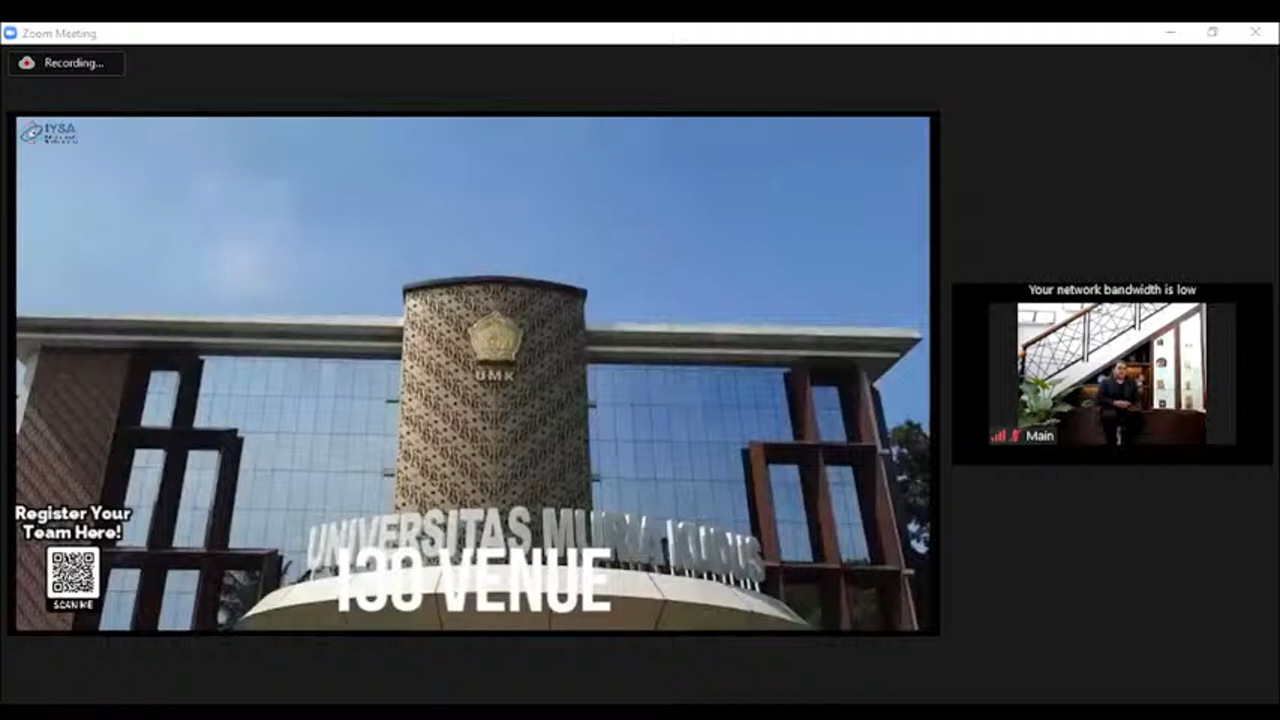 Zoom Meeting
Recording...
IYSA
UMK
UNIVERSITAS MURIA KUDUS
130 VENUE
Register Your
Team Here!
SCAN ME
Your network bandwidth is low
Main